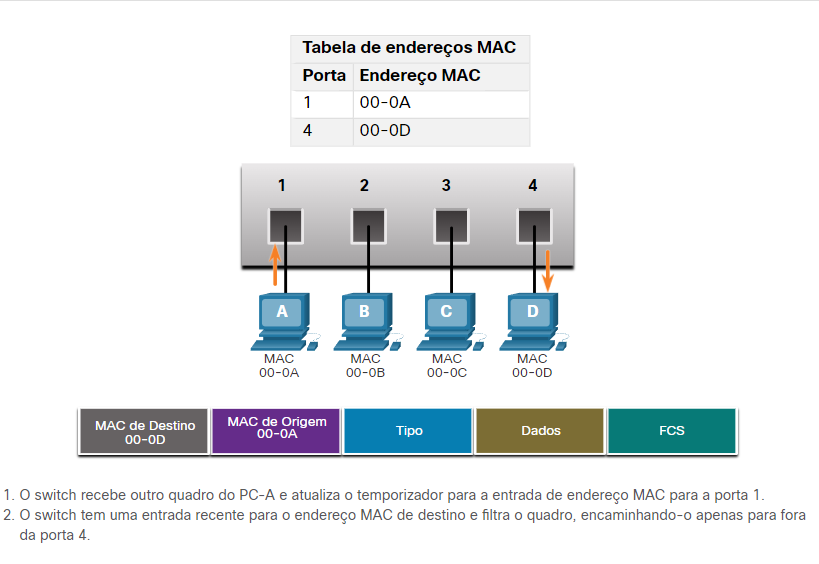 Tabela de endereços MAC
Porta Endereço MAC
1 00-0A
4 00-0D
1 2 3 4
A B C D
MAC MAC MAC MAC
00-0A 00-0B 00-0C 00-0D
MAC de Destino
00-0D
MAC de Origem
00-0A
Tipo
Dados
FCS
1. O switch recebe outro quadro do PC-A e atualiza o temporizador para a entrada de endereço MAC para a porta 1.
2. O switch tem uma entrada recente para o endereço MAC de destino e filtra o quadro, encaminhando-o apenas para fora
da porta 4.